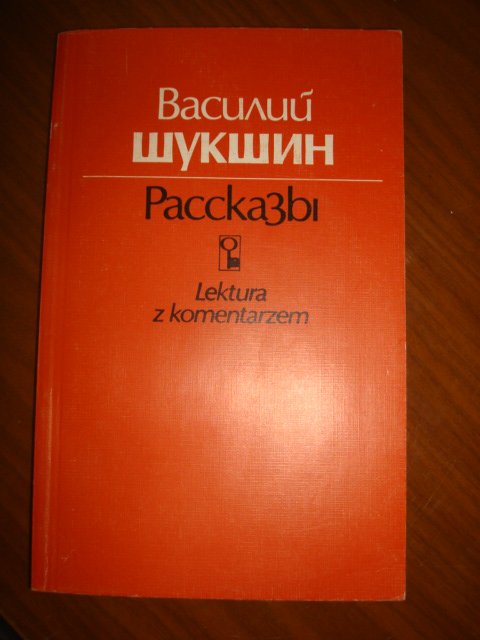 Василий
ШУКШИН
Рассказы
Lektura
z komentarzem